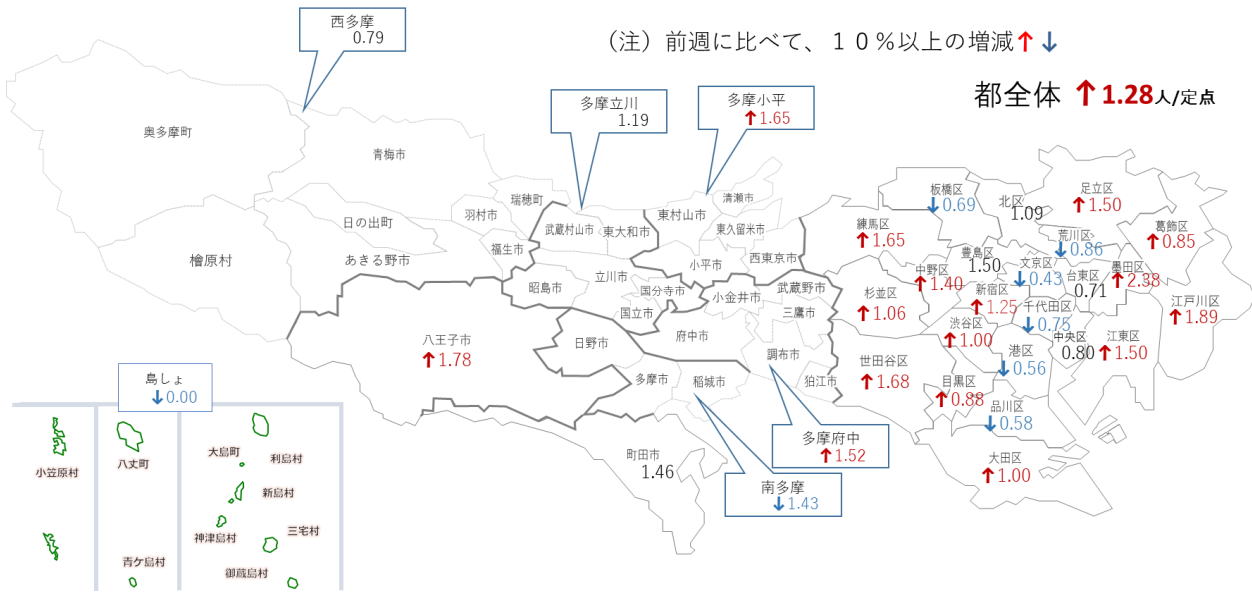 （注）前週に比べて、１０％以上の増減↑↓
都全体 ↑1.28人/定点
西多摩
0.79
多摩立川
1.19
多摩小平
↑1.65
奥多摩町
青梅市
瑞穂町
羽村市
日の出町
福生市
檜原村
あきる野市
武蔵村山市
東大和市
東村山市
清瀬市
東久留米市
小平市
西東京市
昭島市
立川市
国分寺市
国立市
小金井市
武蔵野市
三鷹市
八王子市
↑1.78
日野市
府中市
調布市
多摩市
稲城市
狛江市
町田市
1.46
多摩府中
↑1.52
南多摩
↓1.43
板橋区
↓0.69
北区
1.09
足立区
↑1.50
葛飾区
↑0.85
練馬区
↑1.65
荒川区
↓0.86
豊島区
1.50
文京区
↓0.43
台東区
0.71
墨田区
↑2.38
江戸川区
↑1.89
中野区
↑1.40
杉並区
↑1.06
新宿区
↑1.25
千代田区
↓0.75
渋谷区
↑1.00
中央区
0.80
江東区
↑1.50
港区
↓0.56
世田谷区
↑1.68
目黒区
↑0.88
品川区
↓0.58
大田区
↑1.00
島しょ
↓0.00
小笠原村
八丈町
青ケ島村
大島町
利島村
新島村
神津島村
三宅村
御蔵島村